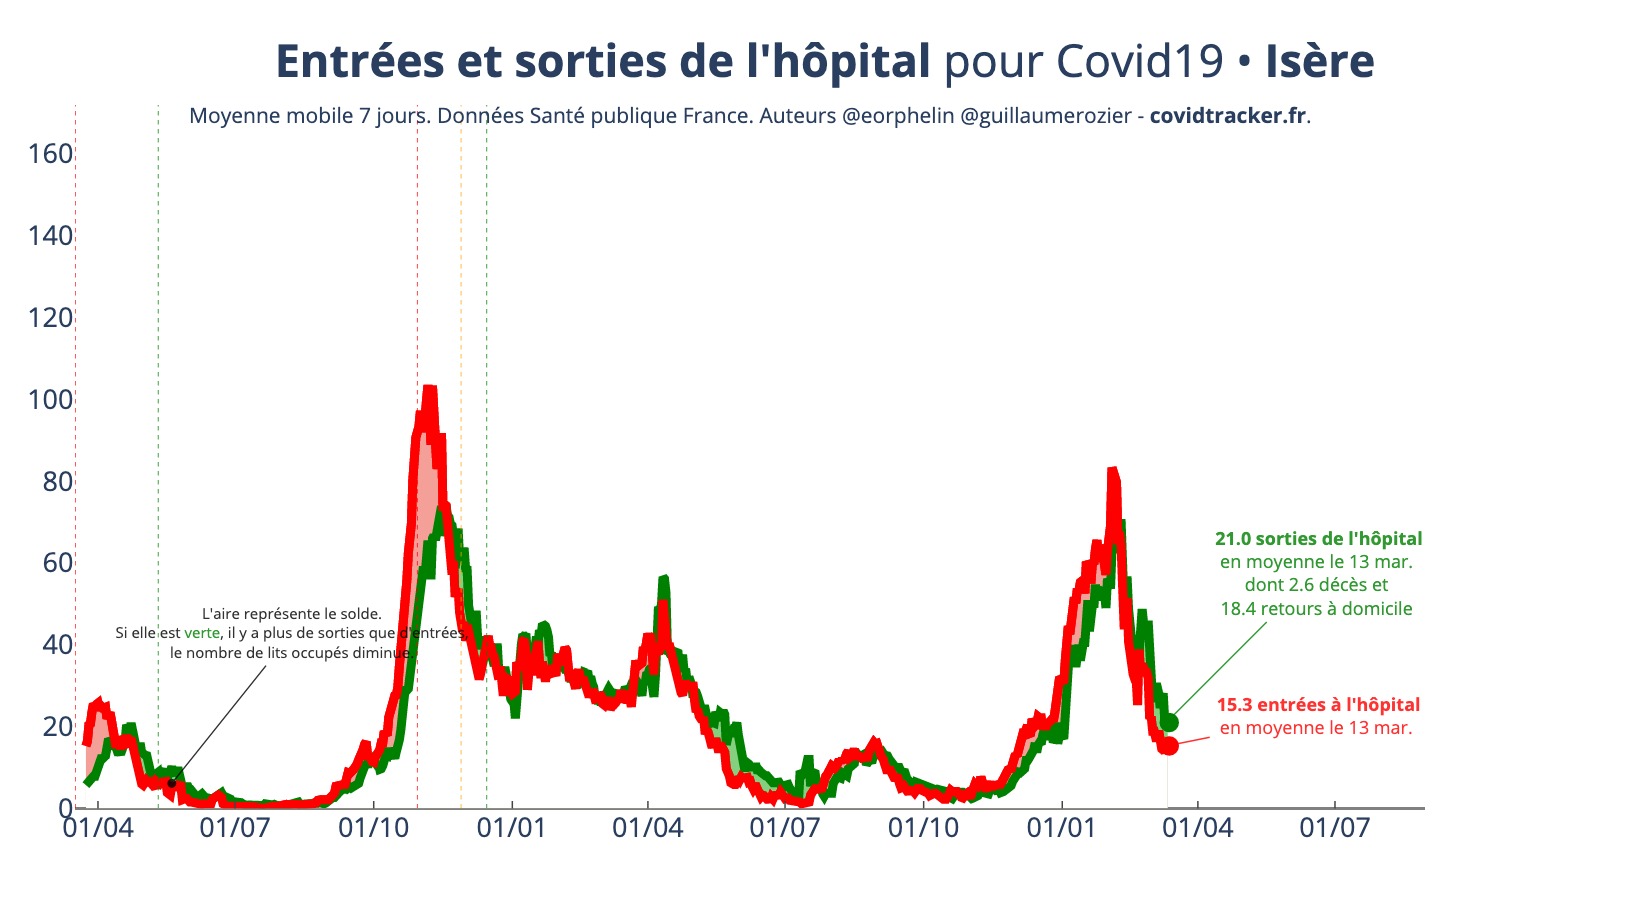 Entrées et sorties de l'hôpital pour Covid19 • Isère
Moyenne mobile 7 jours. Données Santé publique France. Auteurs @eorphelin @guillaumerozier - covidtracker.fr.
160
140
120
100
80
60
40
20
0
L'aire représente le solde.
Si elle est verte, il y a plus de sorties que d'entrées,
le nombre de lits occupés diminue.
21.0 sorties de l'hôpital
en moyenne le 13 mar.
dont 2.6 décès et
18.4 retours à domicile
15.3 entrées à l'hôpital
en moyenne le 13 mar.
01/04 01/07 01/10 01/01 01/04 01/07 01/10 01/01 01/04 01/07